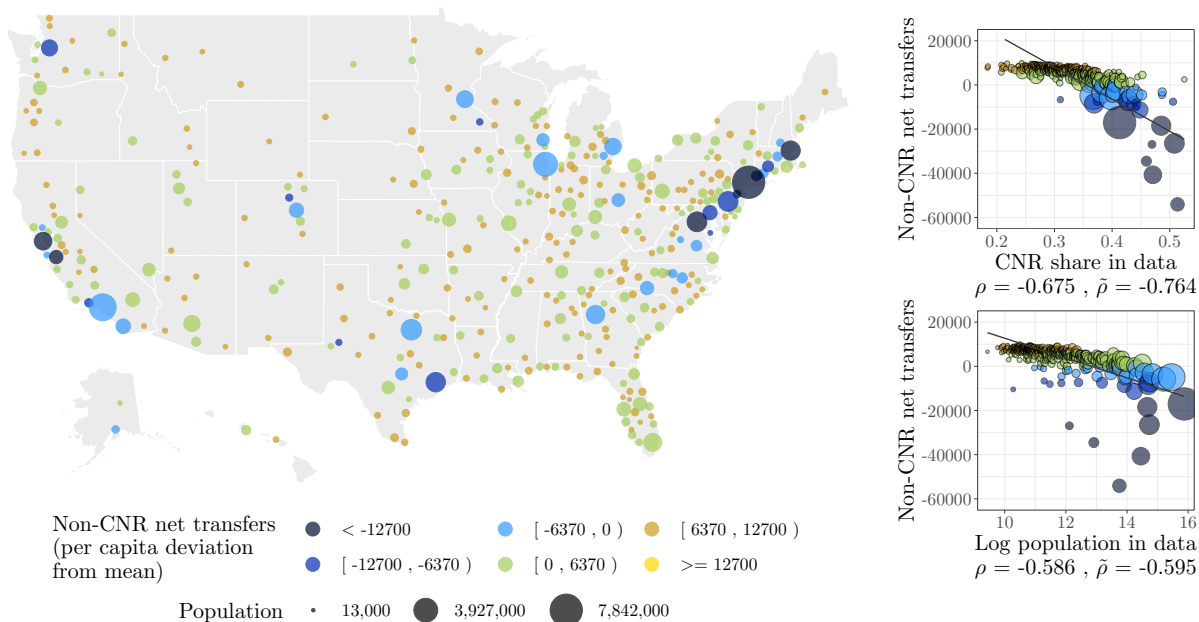 Non-CNR net transfers
20000
0
-20000
-40000
-60000
0.2 0.3 0.4 0.5
CNR share in data
ρ = -0.675 , ρ̃ = -0.764
Non-CNR net transfers
20000
0
-20000
-40000
-60000
10 12 14 16
Log population in data
ρ = -0.586 , ρ̃ = -0.595
Non-CNR net transfers
(per capita deviation
from mean)
< -12700 [ -6370 , 0 ) [ 6370 , 12700 )
[ -12700 , -6370 ) [ 0 , 6370 ) >= 12700
Population 13,000 3,927,000 7,842,000